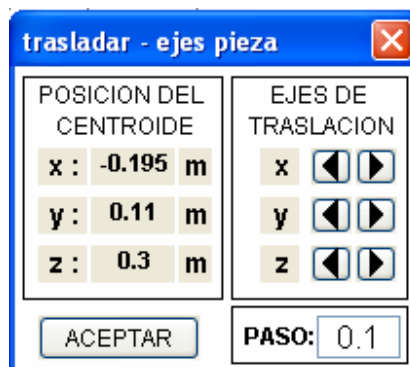 trasladar - ejes pieza
POSICION DEL
CENTROIDE
x : -0.195 m
y : 0.11 m
z : 0.3 m
EJES DE
TRASLACION
x
y
z
ACEPTAR
PASO: 0.1